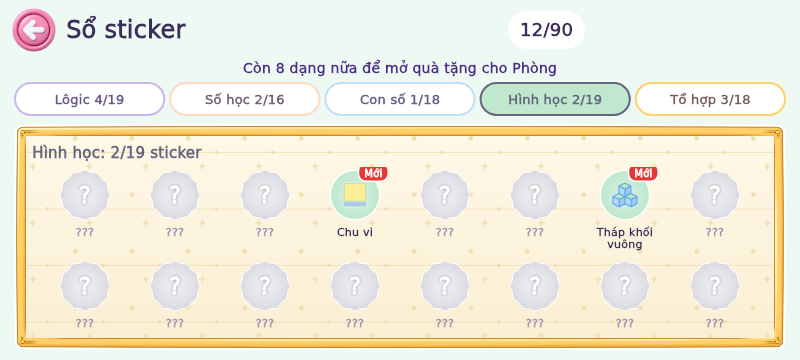 Sổ sticker
12/90
Còn 8 dạng nữa để mở quà tặng cho Phòng
Lôgic 4/19
Số học 2/16
Con số 1/18
Hình học 2/19
Tổ hợp 3/18
Hình học: 2/19 sticker
? ? ? Mới ? ? Mới ?
??? ??? ??? Chu vi ??? ??? Tháp khối vuông ???
? ? ? ? ? ? ? ?
??? ??? ??? ??? ??? ??? ??? ???